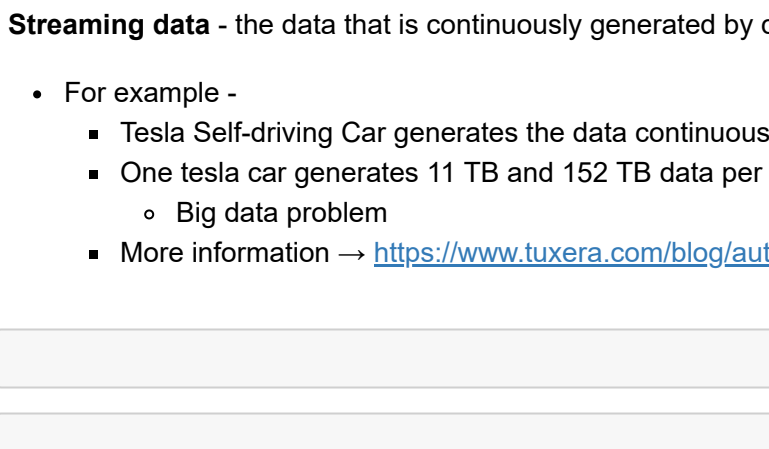 Streaming data - the data that is continuously generated by
For example -
Tesla Self-driving Car generates the data continuous
One tesla car generates 11 TB and 152 TB data per
Big data problem
More information → https://www.tuxera.com/blog/aut